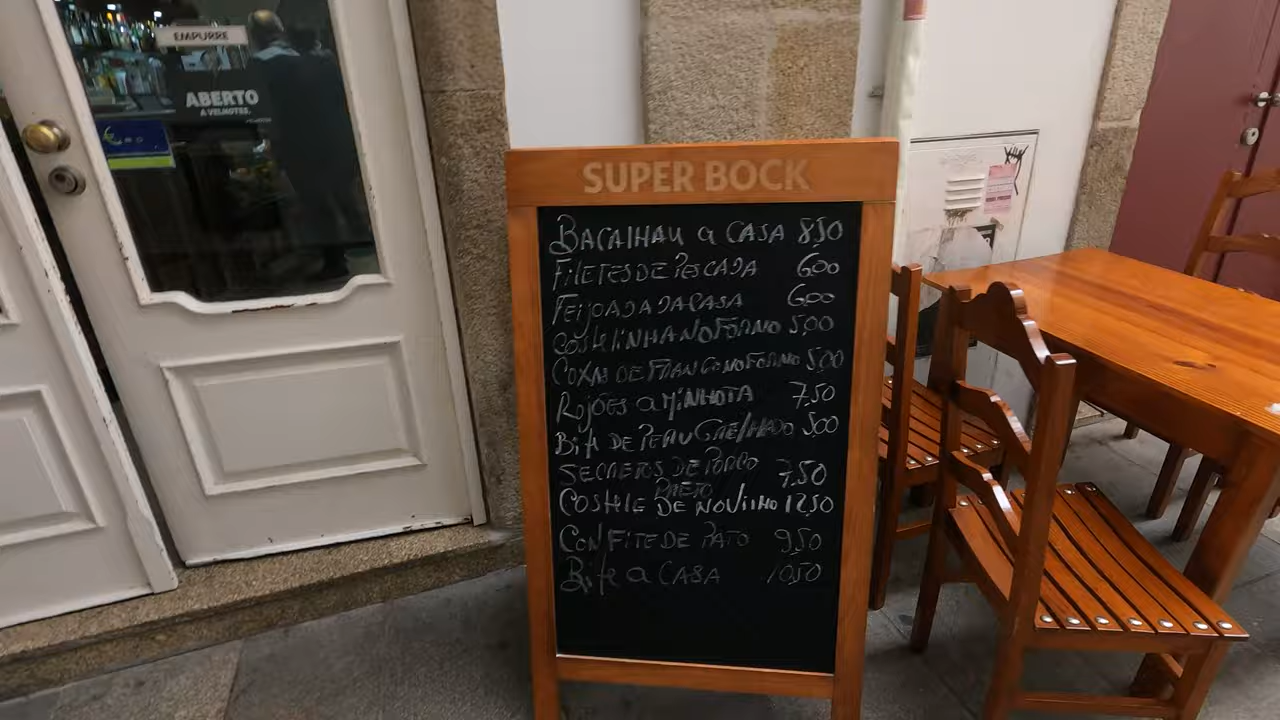 EMPURRE
ABERTO
A VELHOTES.
SUPER BOCK
BACALHAU a CASA 8,50
FILETES DE PESCADA 6,00
FEIJOADA DA CASA 6,00
COSTELINHA NO FORNO 5,00
COXAS DE FRANGO NO FORNO 5,00
ROJÕES a MINHOTA 7,50
Bife DE PERU GRELHADO 5,00
SECRETOS DE PORCO
PRETO 7,50
COSTELE DE NOVILHO 12,50
CONFITE DE PATO 9,50
Bife a CASA 10,50